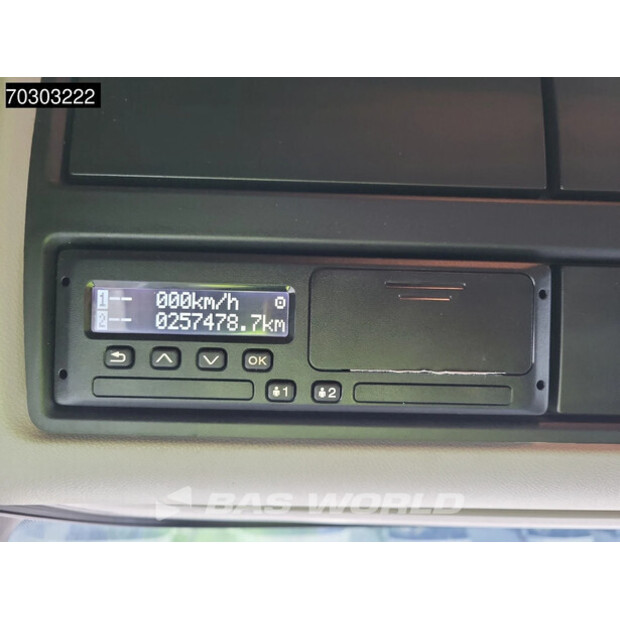 70303222
1 -- 000km/h
2 -- 0257478.7km
OK
1 2
BAS WORLD